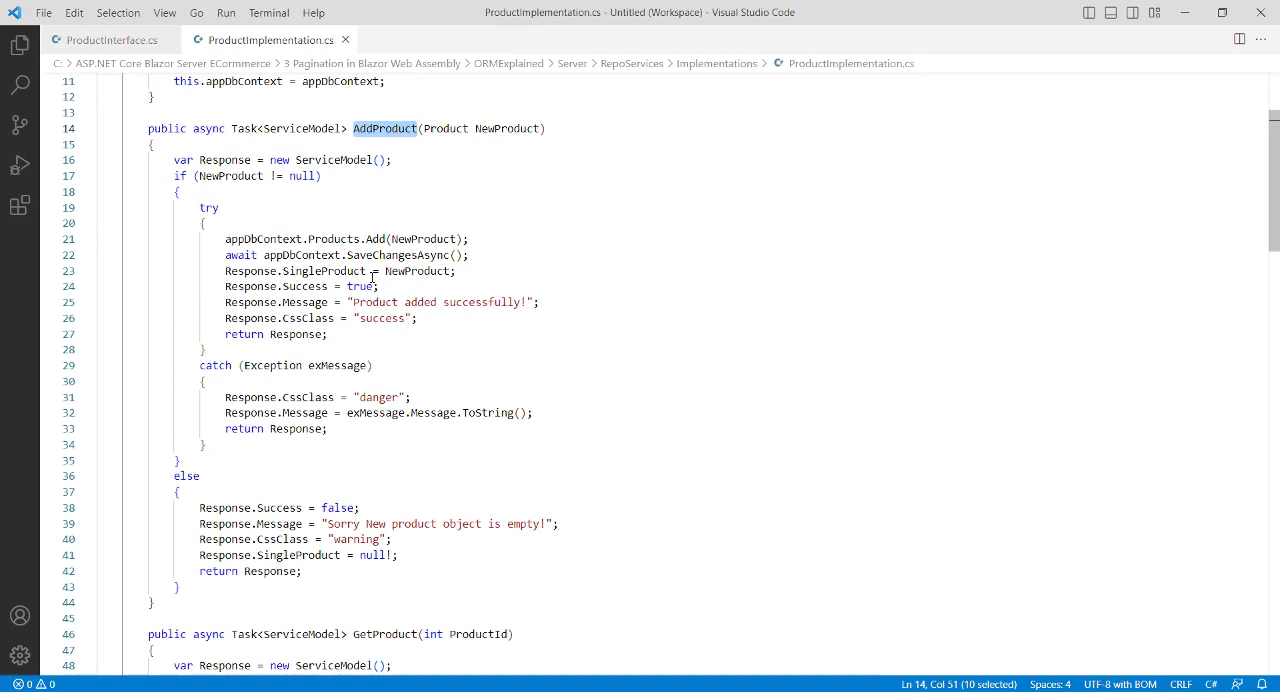 File Edit Selection View Go Run Terminal Help ProductImplementation.cs - Untitled (Workspace) - Visual Studio Code
ProductInterface.cs ProductImplementation.cs
C: > ASP.NET Core Blazor Server ECormmerce > 3 Pagination in Blazor Web Assembly > ORMExplained > Server > RepoServices > Implementations > ProductImplementation.cs
11 this.appDbContext = appDbContext;
12 }
13
14 public async Task<ServiceModel> AddProduct(Product NewProduct)
15 {
16 var Response = new ServiceModel();
17 if (NewProduct != null)
18 {
19 try
20 {
21 appDbContext.Products.Add(NewProduct);
22 await appDbContext.SaveChangesAsync();
23 Response.SingleProduct = NewProduct;
24 Response.Success = true;
25 Response.Message = "Product added successfully!";
26 Response.CssClass = "success";
27 return Response;
28 }
29 catch (Exception exMessage)
30 {
31 Response.CssClass = "danger";
32 Response.Message = exMessage.Message.ToString();
33 return Response;
34 }
35 }
36 else
37 {
38 Response.Success = false;
39 Response.Message = "Sorry New product object is empty!";
40 Response.CssClass = "warning";
41 Response.SingleProduct = null!;
42 return Response;
43 }
44 }
45
46 public async Task<ServiceModel> GetProduct(int ProductId)
47 {
48 var Response = new ServiceModel();
0 0 Ln 14, Col 51 (10 selected) Spaces: 4 UTF-8 with BOM CRLF C#